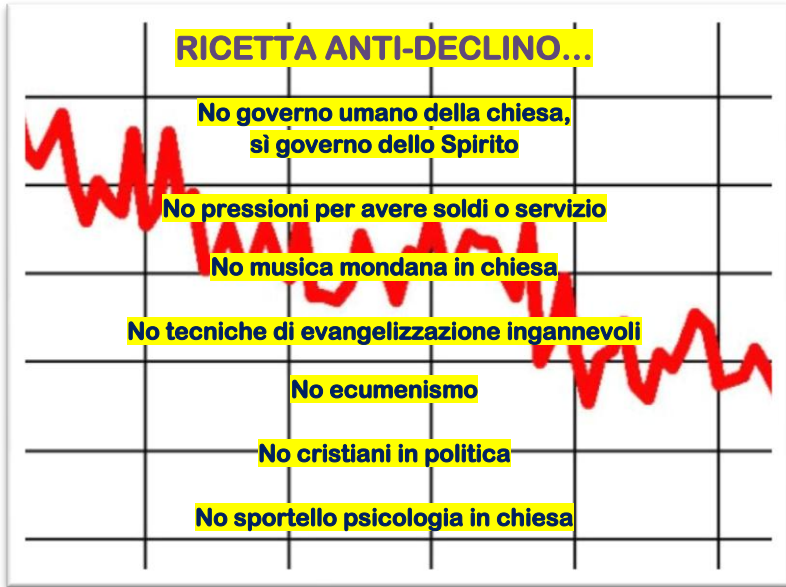 RICETTA ANTI-DECLINO...
No governo umano della chiesa,
sì governo dello Spirito
No pressioni per avere soldi o servizio
No musica mondana in chiesa
No tecniche di evangelizzazione ingannevoli
No ecumenismo
No cristiani in politica
No sportello psicologia in chiesa